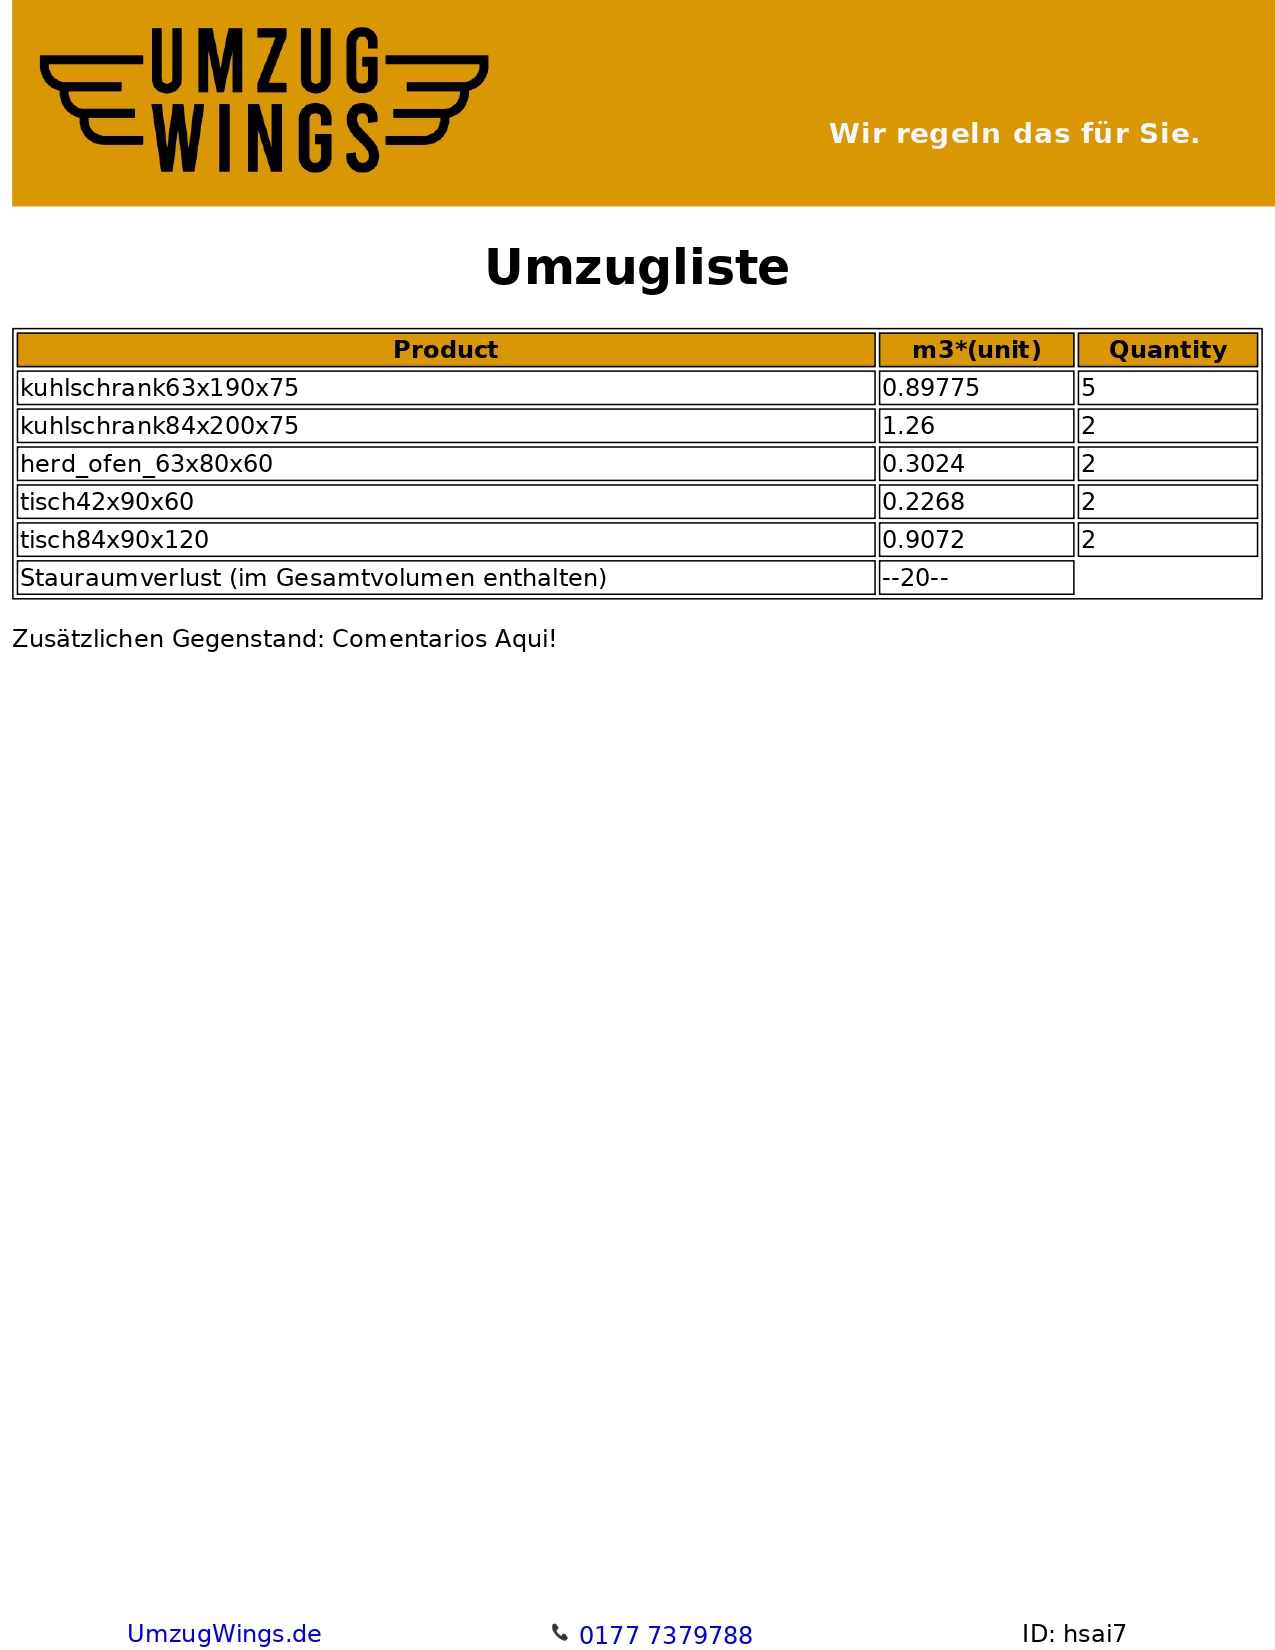 UMZUG
WINGS
Wir regeln das für Sie.
Umzugliste
Product m3*(unit) Quantity
kuhlschrank63x190x75 0.89775 5
kuhlschrank84x200x75 1.26 2
herd_ofen_63x80x60 0.3024 2
tisch42x90x60 0.2268 2
tisch84x90x120 0.9072 2
Stauraumverlust (im Gesamtvolumen enthalten) --20--
Zusätzlichen Gegenstand: Comentarios Aqui!
UmzugWings.de 0177 7379788 ID: hsai7